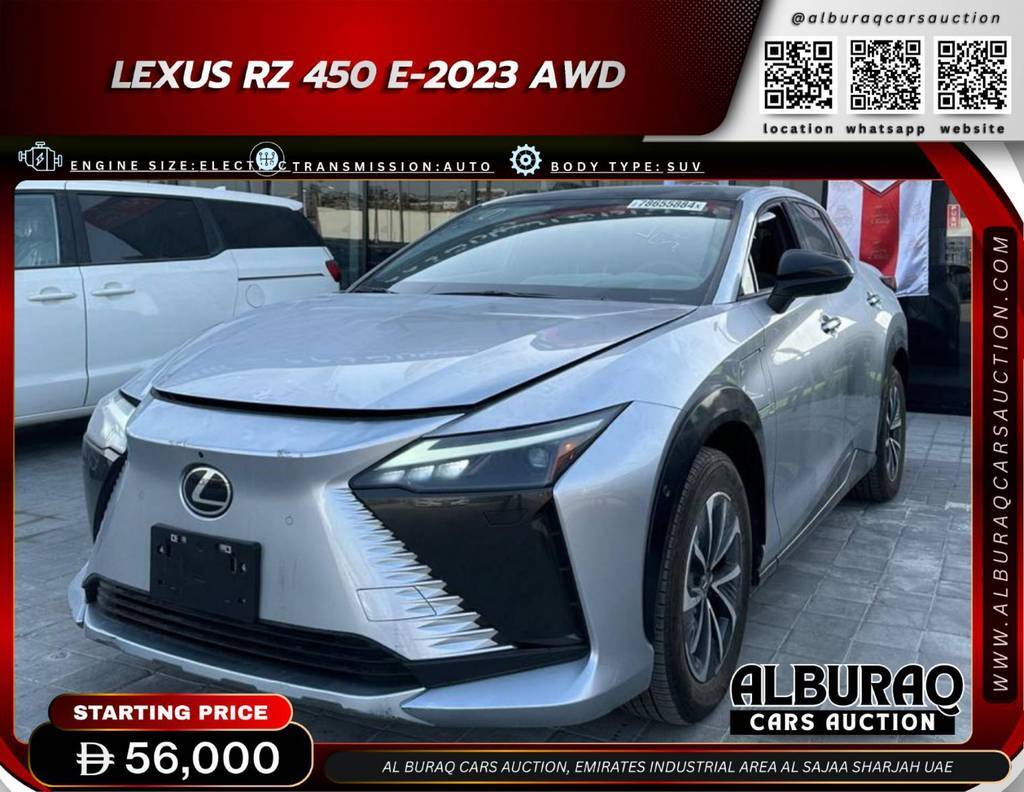 @alburaqcarsauction
LEXUS RZ 450 E-2023 AWD
location whatsapp website
ENGINE SIZE:ELECTRIC TRANSMISSION:AUTO BODY TYPE: SUV
78655884
WWW.ALBURAQCARSAUCTION.COM
ALBURAQ
CARS AUCTION
STARTING PRICE
56,000
AL BURAQ CARS AUCTION, EMIRATES INDUSTRIAL AREA AL SAJAA SHARJAH UAE